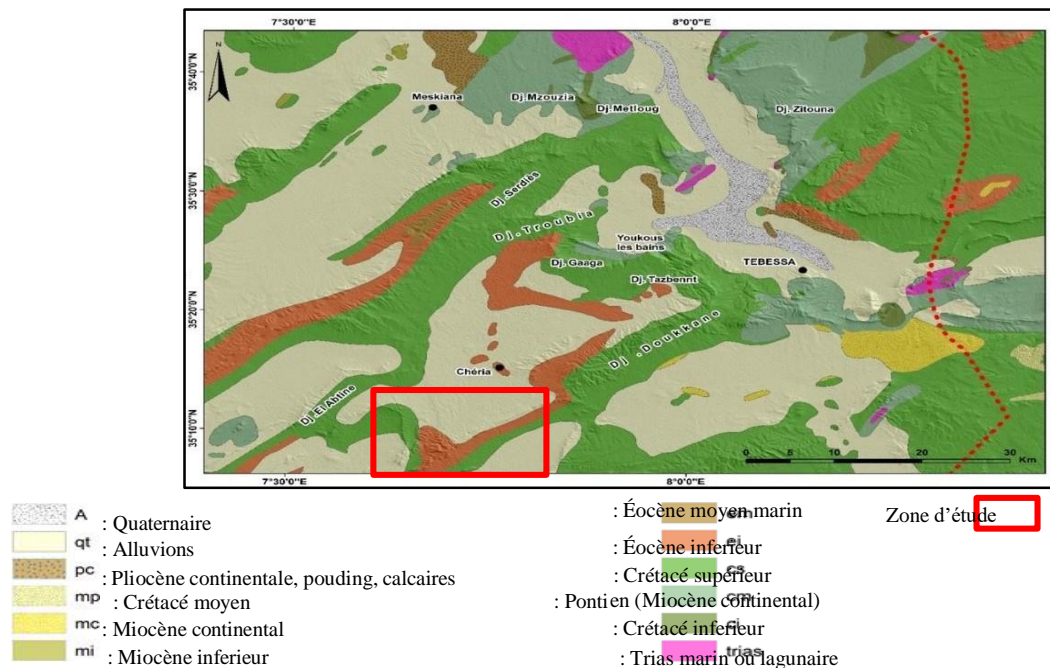 7°30'0"E 8°0'0"E
35°40'0"N
N
Meskiana
Dj.Mzouzia
Dj.Metloug
Dj.Zitouna
35°30'0"N
Dj.Serdiès
Dj.Troubia
Youkous
les bains
TEBESSA
Dj.Gaaga
Dj.Tazbennt
35°20'0"N
Dj.Doukkane
Chéria
Dj.El Abtine
35°10'0"N
0 5 10 20 30
Km
7°30'0"E 8°0'0"E
A : Quaternaire
qt : Alluvions
pc : Pliocène continentale, pouding, calcaires
mp : Crétacé moyen
mc : Miocène continental
mi : Miocène inferieur
: Éocène moyen marin em
: Éocène inferieur ei
: Crétacé supérieur cs
: Pontien (Miocène continental) cm
: Crétacé inferieur ci
: Trias marin ou lagunaire trias
Zone d'étude